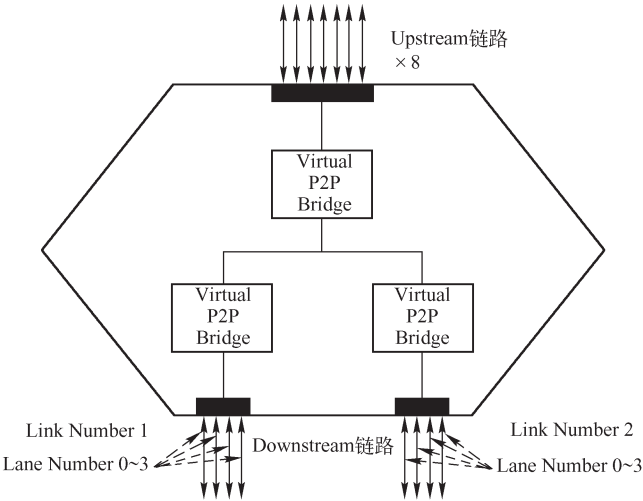 Upstream链路
×8
Virtual
P2P
Bridge
Virtual
P2P
Bridge
Virtual
P2P
Bridge
Link Number 1
Lane Number 0~3
Downstream链路
Link Number 2
Lane Number 0~3